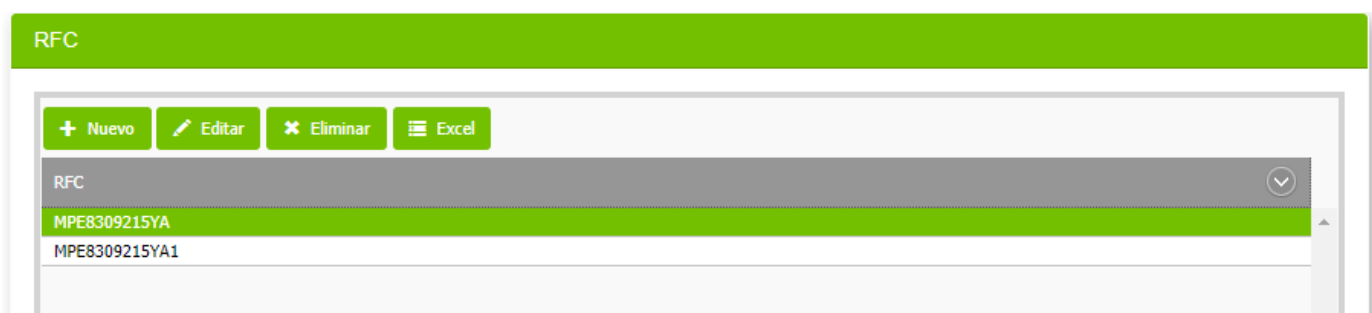 RFC
Nuevo Editar Eliminar Excel
RFC
MPE8309215YA
MPE8309215YA1